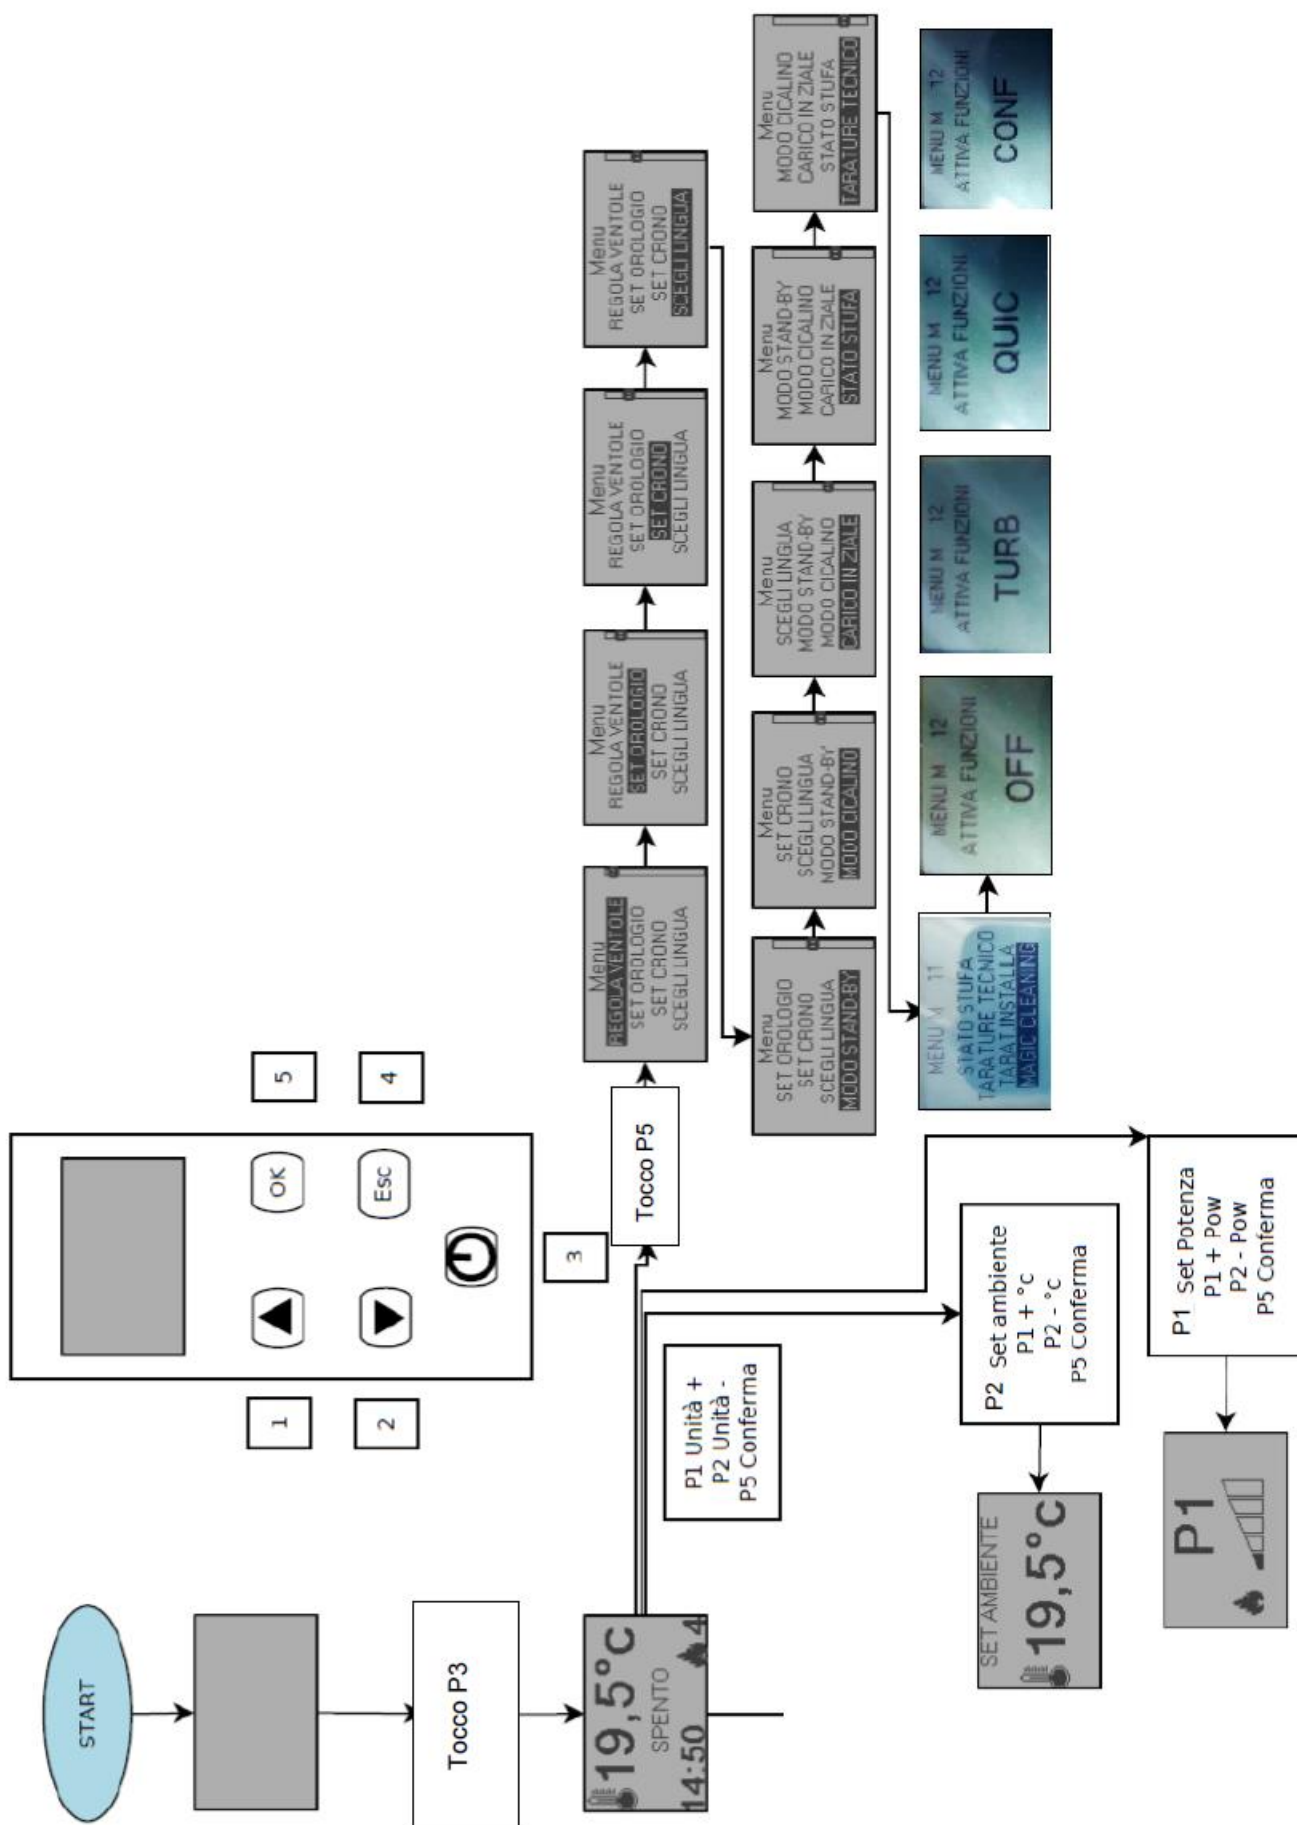 START
1
OK
5
2
Esc
4
3
Tocco P3
19,5°c
SPENTO
14:50 4
P1 Unità +
P2 Unità -
P5 Conferma
Tocco P5
Menu
REGOLA VENTOLE
SET OROLOGIO
SET CRONO
SCEGLI LINGUA
Menu
REGOLA VENTOLE
SET OROLOGIO
SET CRONO
SCEGLI LINGUA
Menu
REGOLA VENTOLE
SET OROLOGIO
SET CRONO
SCEGLI LINGUA
Menu
REGOLA VENTOLE
SET OROLOGIO
SET CRONO
SCEGLI LINGUA
Menu
SET OROLOGIO
SET CRONO
SCEGLI LINGUA
MODO STAND-BY
Menu
SET CRONO
SCEGLI LINGUA
MODO STAND-BY
MODO CICALINO
Menu
SCEGLI LINGUA
MODO STAND-BY
MODO CICALINO
CARICO IN ZIALE
Menu
MODO STAND-BY
MODO CICALINO
CARICO IN ZIALE
STATO STUFA
Menu
MODO CICALINO
CARICO IN ZIALE
STATO STUFA
TARATURE TECNICO
MENU M 11
STATO STUFA
TARATURE TECNICO
TARAT INSTALLA
MAGIC CLEANING
MENU M 12
ATTIVA FUNZIONI
OFF
MENU M 12
ATTIVA FUNZIONI
TURB
MENU M 12
ATTIVA FUNZIONI
QUIC
MENU M 12
ATTIVA FUNZIONI
CONF
P2 Set ambiente
P1 + °c
P2 - °c
P5 Conferma
SET AMBIENTE
19,5°c
P1 Set Potenza
P1 + Pow
P2 - Pow
P5 Conferma
P1